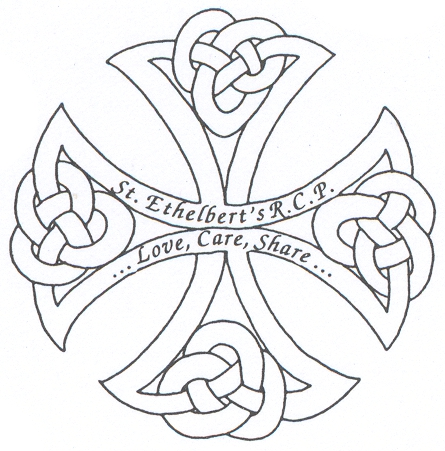 St. Ethelbert's R.C.P.
...Love, Care, Share...